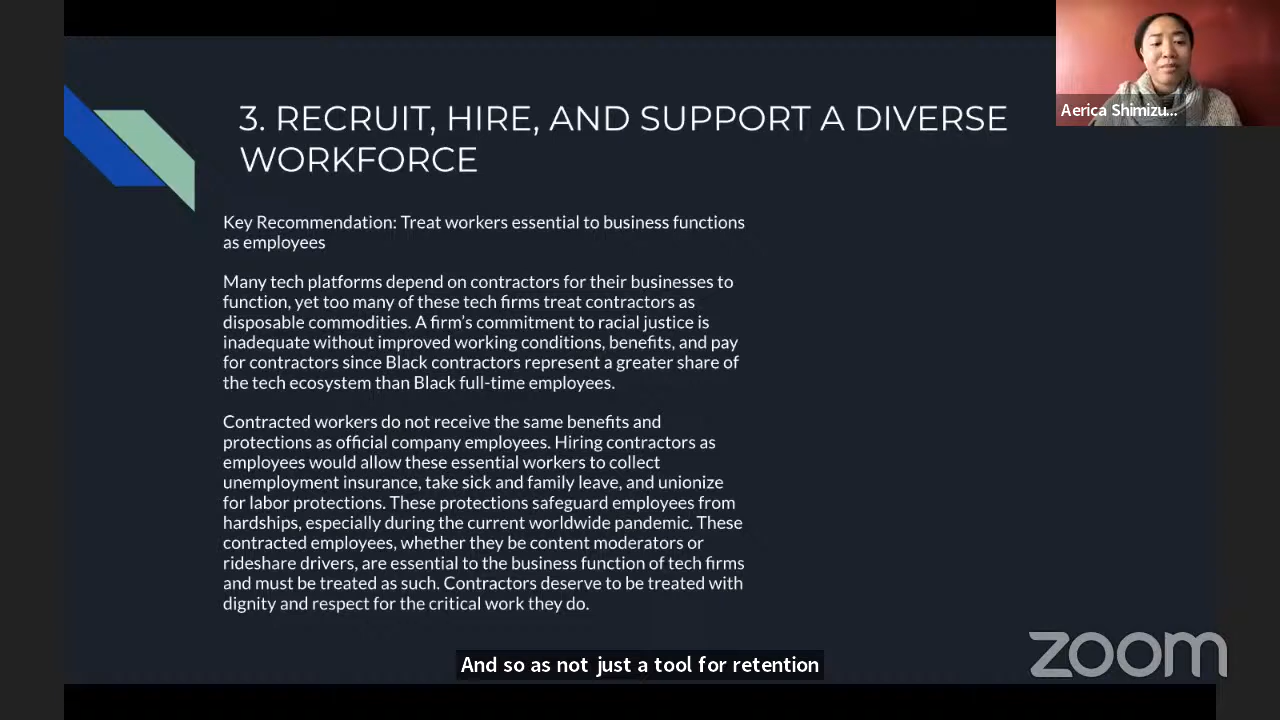 Aerica Shimizu...
3. RECRUIT, HIRE, AND SUPPORT A DIVERSE
WORKFORCE
Key Recommendation: Treat workers essential to business functions
as employees
Many tech platforms depend on contractors for their businesses to
function, yet too many of these tech firms treat contractors as
disposable commodities. A firm's commitment to racial justice is
inadequate without improved working conditions, benefits, and pay
for contractors since Black contractors represent a greater share of
the tech ecosystem than Black full-time employees.
Contracted workers do not receive the same benefits and
protections as official company employees. Hiring contractors as
employees would allow these essential workers to collect
unemployment insurance, take sick and family leave, and unionize
for labor protections. These protections safeguard employees from
hardships, especially during the current worldwide pandemic. These
contracted employees, whether they be content moderators or
rideshare drivers, are essential to the business function of tech firms
and must be treated as such. Contractors deserve to be treated with
dignity and respect for the critical work they do.
And so as not just a tool for retention
zoom